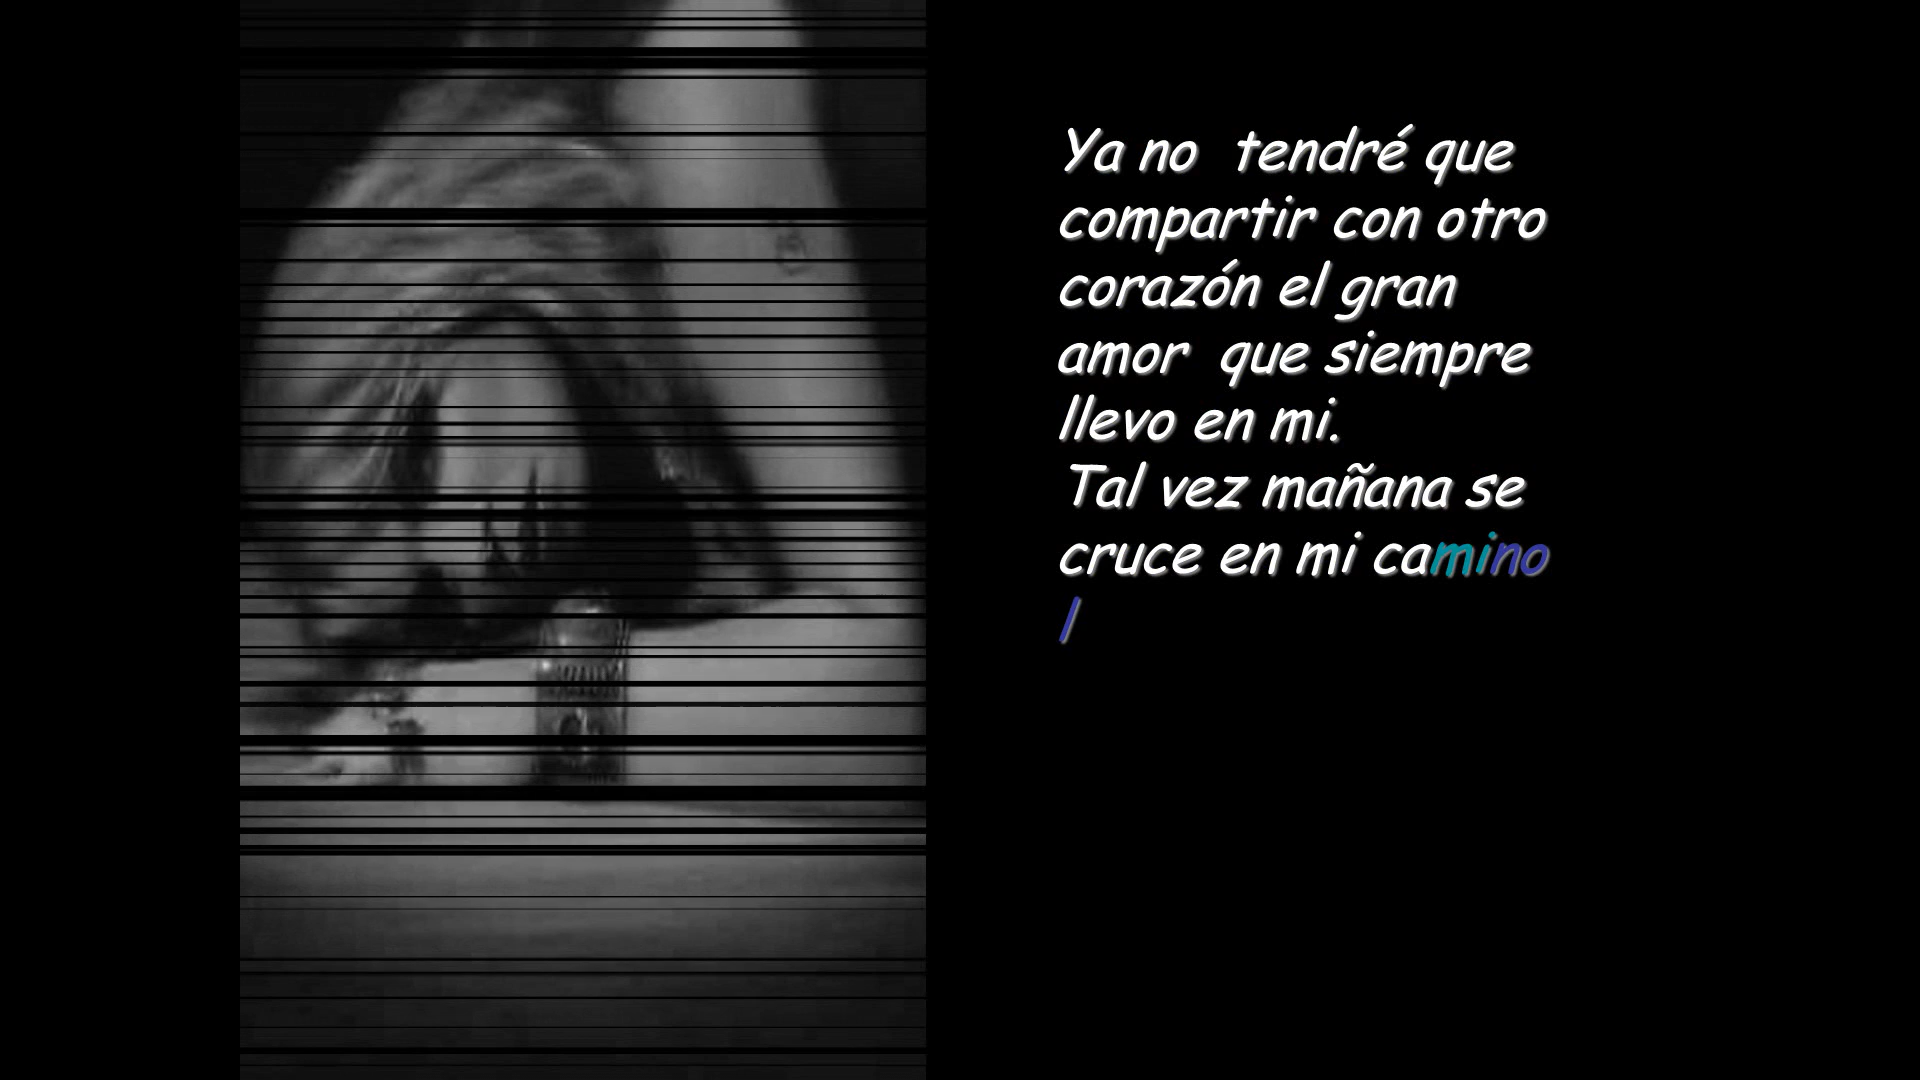 Ya no  tendré que
compartir con otro
corazón el gran
amor  que siempre
llevo en mi.
Tal vez mañana se
cruce en mi camino
l